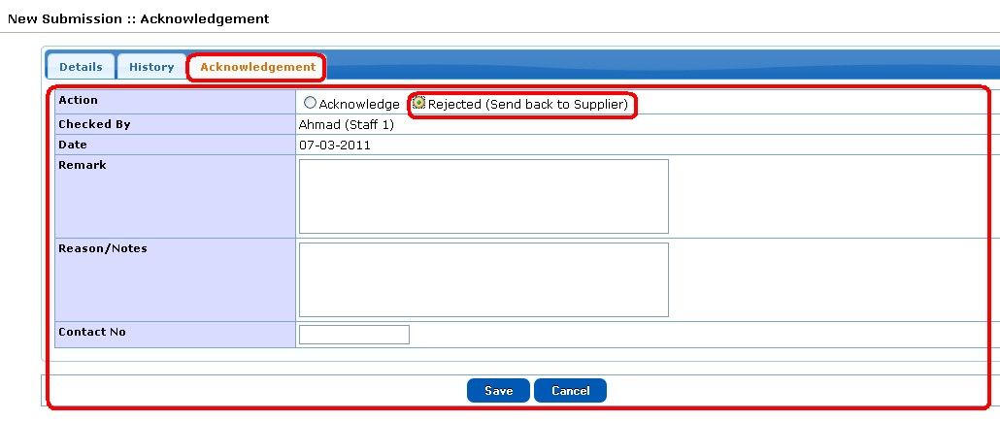 New Submission :: Acknowledgement
Details History Acknowledgement
Action Acknowledge Rejected (Send back to Supplier)
Checked By Ahmad (Staff 1)
Date 07-03-2011
Remark
Reason/Notes
Contact No
Save Cancel